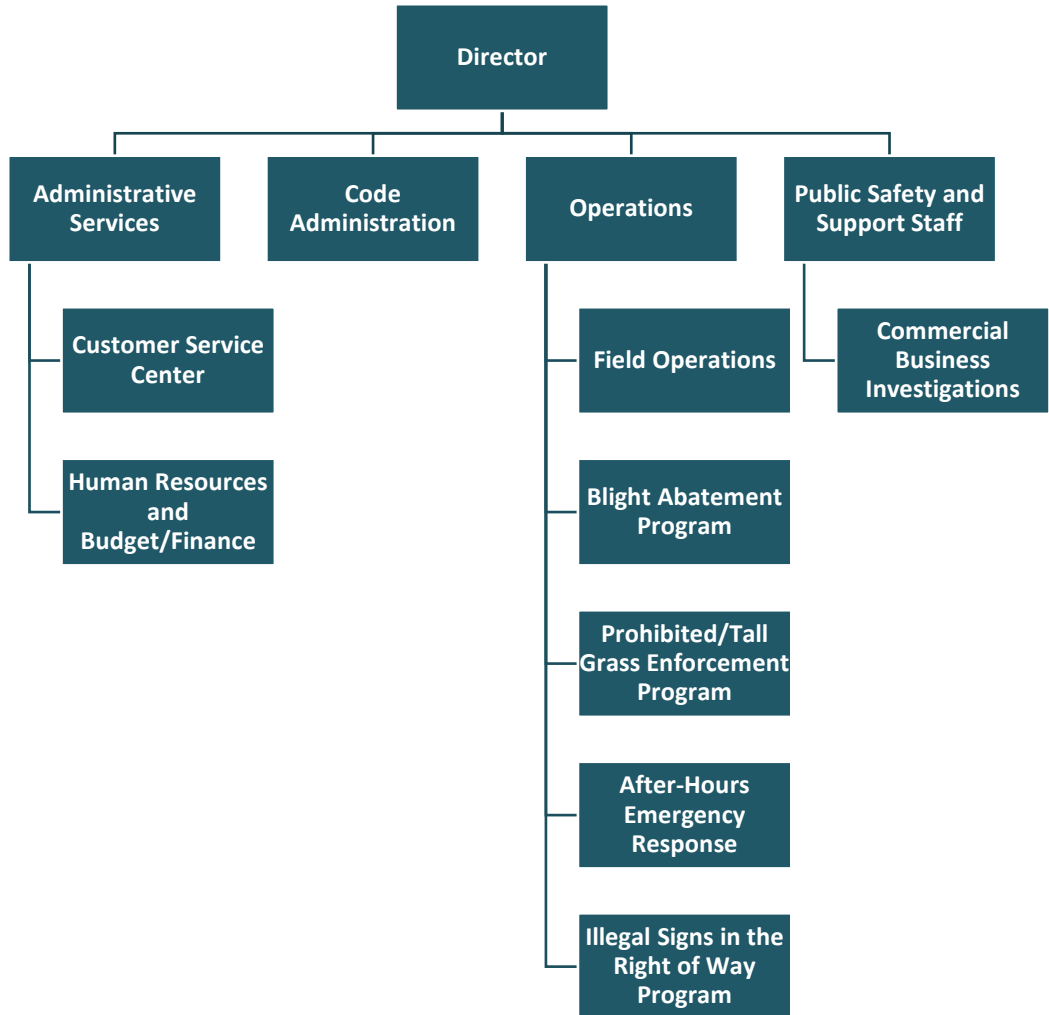 Director
Administrative
Services
Code
Administration
Operations
Public Safety and
Support Staff
Customer Service
Center
Human Resources
and
Budget/Finance
Field Operations
Blight Abatement
Program
Prohibited/Tall
Grass Enforcement
Program
After-Hours
Emergency
Response
Illegal Signs in the
Right of Way
Program
Commercial
Business
Investigations